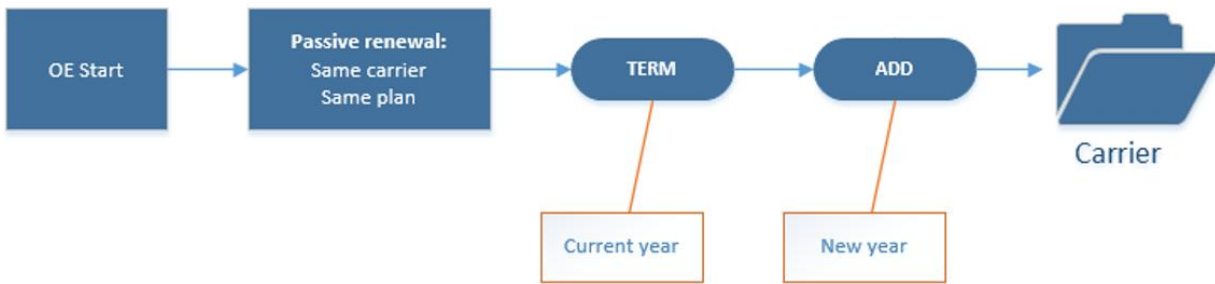 OE Start
Passive renewal:
Same carrier
Same plan
TERM
ADD
Carrier
Current year
New year